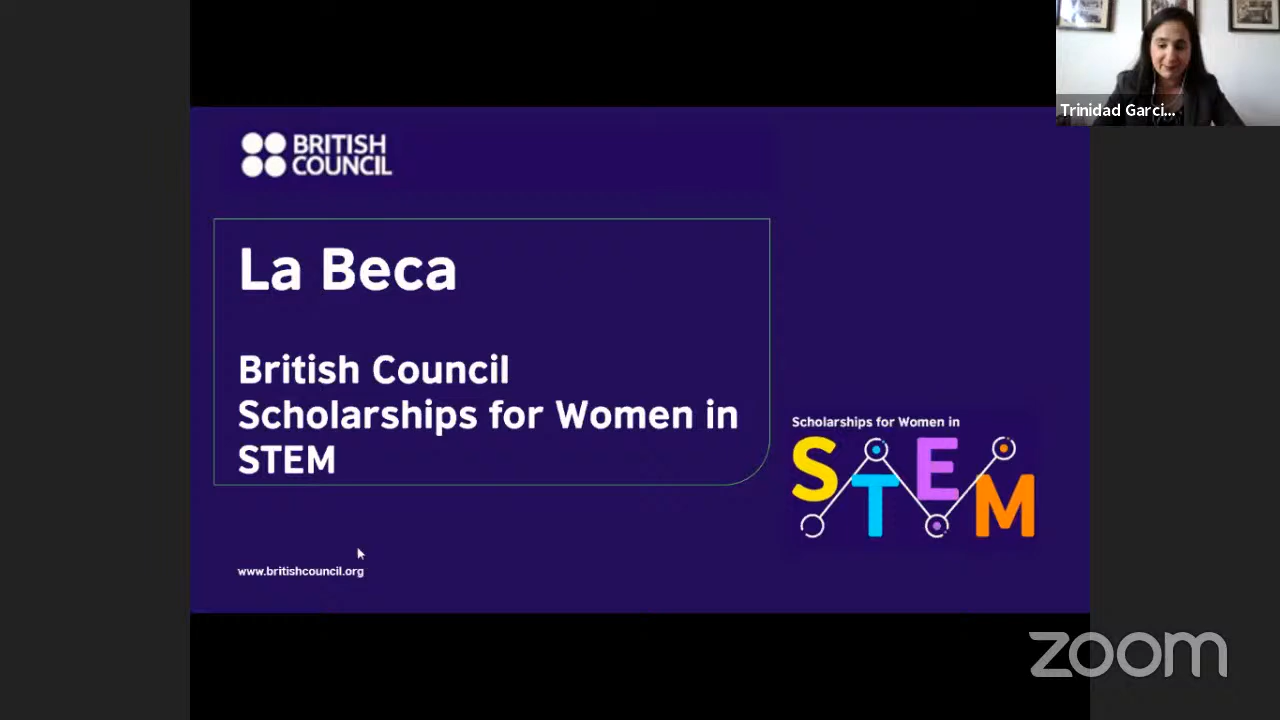 Trinidad Garci...
BRITISH
COUNCIL
La Beca
British Council
Scholarships for Women in
STEM
Scholarships for Women in
STEM
www.britishcouncil.org
zoom